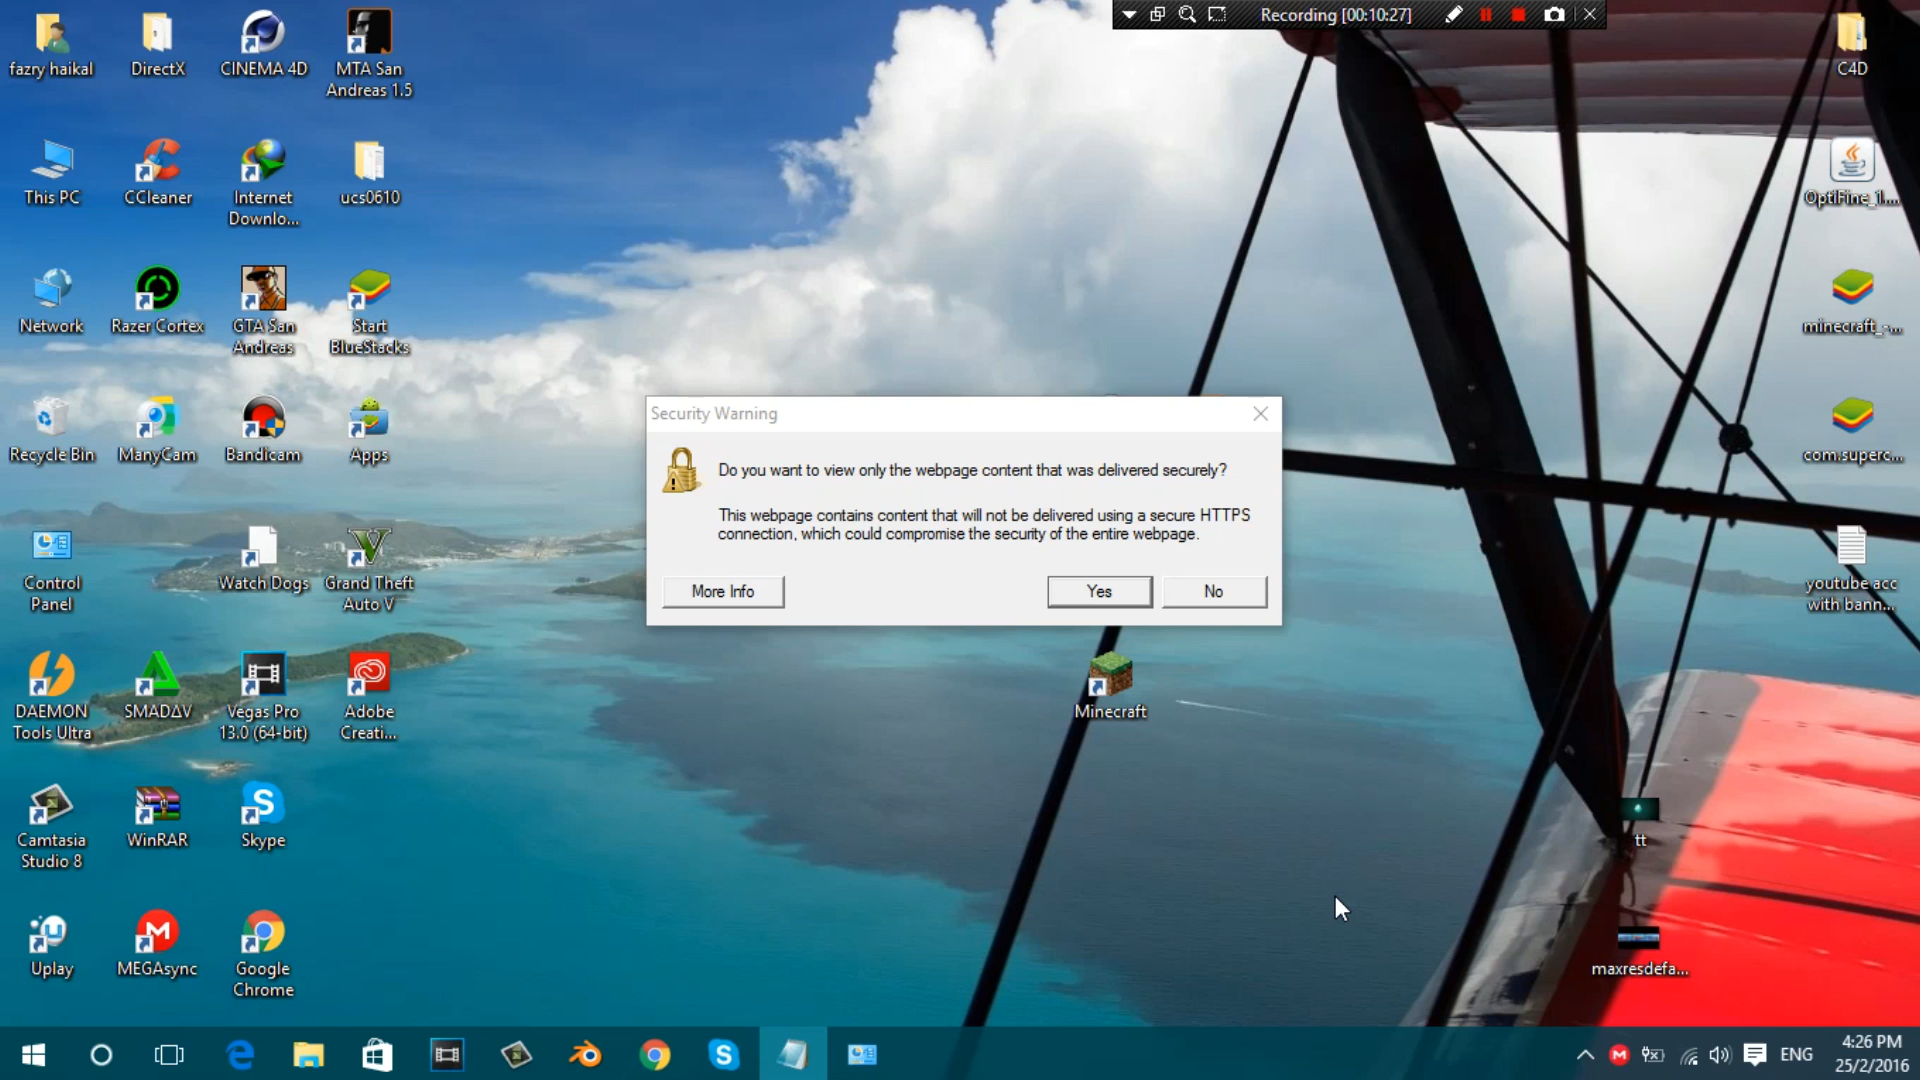 Recording [00:10:27]
fazry haikal
DirectX
CINEMA 4D
MTA San
Andreas 1.5
C4D
This PC
CCleaner
Internet
Downlo...
ucs0610
OptiFine_1....
Network
Razer Cortex
GTA San
Andreas
Start
BlueStacks
minecraft_-...
Security Warning
Do you want to view only the webpage content that was delivered securely?
This webpage contains content that will not be delivered using a secure HTTPS
connection, which could compromise the security of the entire webpage.
More Info
Yes
No
Recycle Bin
ManyCam
Bandicam
Apps
com.superc...
Control
Panel
Watch Dogs
Grand Theft
Auto V
youtube acc
with bann...
DAEMON
Tools Ultra
SMADΔV
Vegas Pro
13.0 (64-bit)
Adobe
Creati...
Minecraft
Camtasia
Studio 8
WinRAR
Skype
tt
Uplay
MEGAsync
Google
Chrome
maxresdefa...
ENG
4:26 PM
25/2/2016